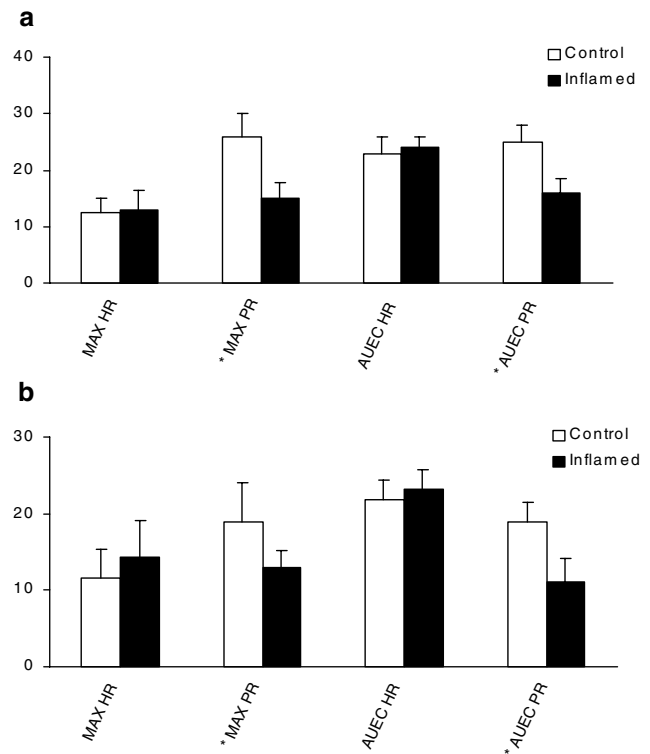 a
40
30
20
10
0
Control
Inflamed
MAX HR
* MAX PR
AUEC HR
* AUEC PR
b
30
20
10
0
Control
Inflamed
MAX HR
* MAX PR
AUEC HR
* AUEC PR